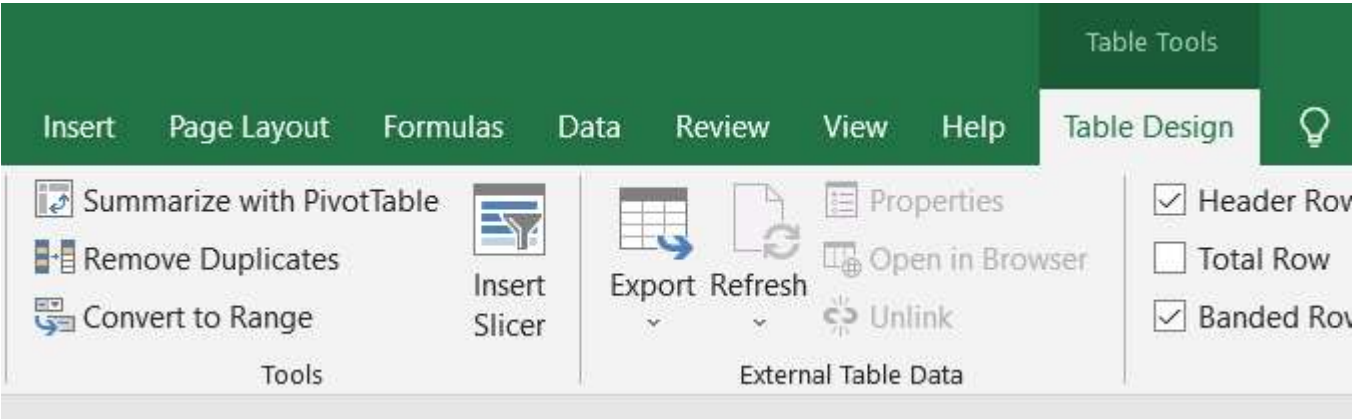 Table Tools
Insert Page Layout Formulas Data Review View Help Table Design
Summarize with PivotTable
Remove Duplicates
Convert to Range
Insert
Slicer
Tools
Export Refresh
Properties
Open in Browser
Unlink
External Table Data
Header Row
Total Row
Banded Rov